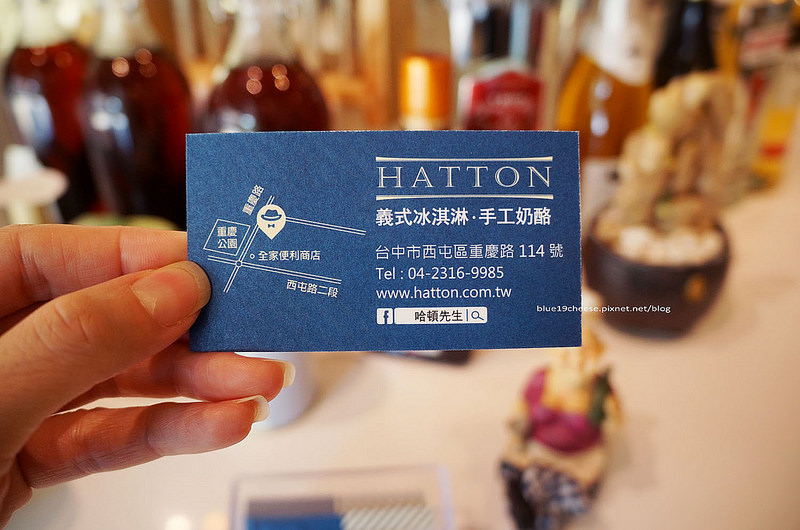 HATTON
義式冰淇淋·手工奶酪
台中市西屯區重慶路 114 號
Tel : 04-2316-9985
www.hatton.com.tw
哈頓先生
重慶路
重慶
公園
全家便利商店
西屯路二段
blue19cheese.pixnet.net/blog